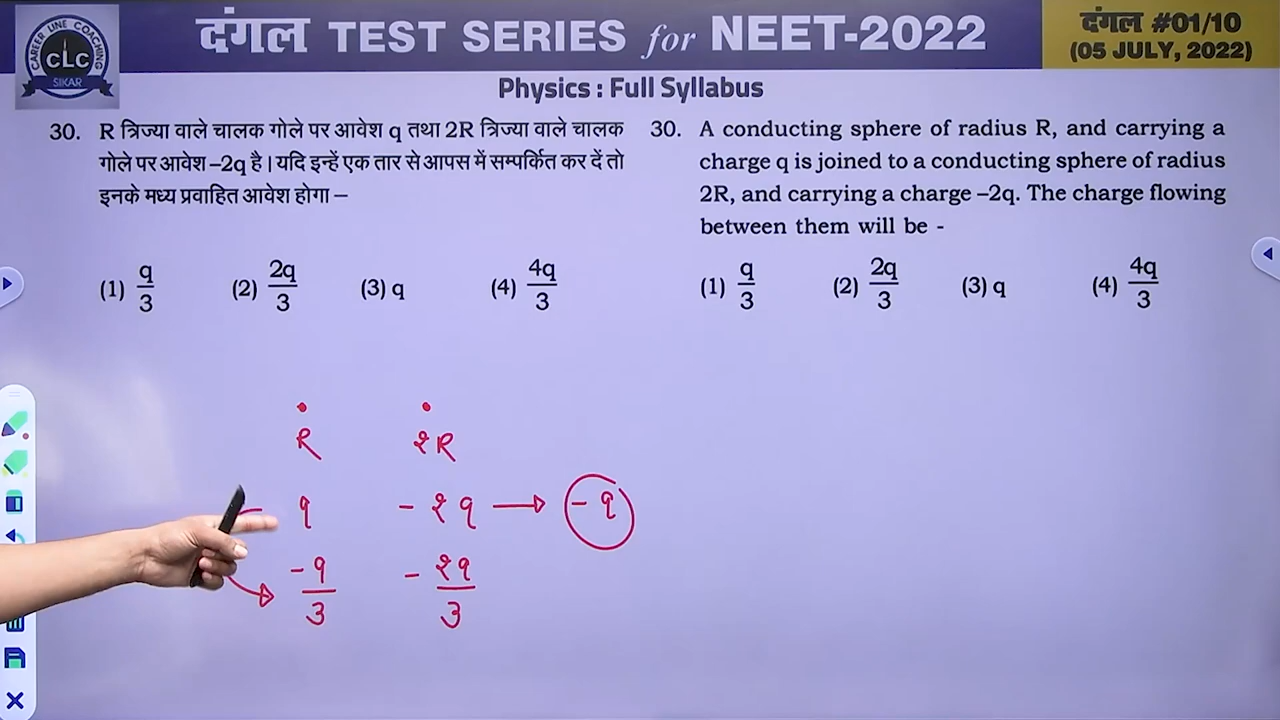 CAREER LINE COACHING
CLC
SIKAR
दंगल TEST SERIES for NEET-2022
दंगल #01/10
(05 JULY, 2022)
Physics : Full Syllabus
30. R त्रिज्या वाले चालक गोले पर आवेश q तथा 2R त्रिज्या वाले चालक
गोले पर आवेश –2q है। यदि इन्हें एक तार से आपस में सम्पर्कित कर दें तो
इनके मध्य प्रवाहित आवेश होगा –
(1) q/3 (2) 2q/3 (3) q (4) 4q/3
30. A conducting sphere of radius R, and carrying a
charge q is joined to a conducting sphere of radius
2R, and carrying a charge –2q. The charge flowing
between them will be -
(1) q/3 (2) 2q/3 (3) q (4) 4q/3
R 2R
q - 2q → - q
-q/3 - 2q/3